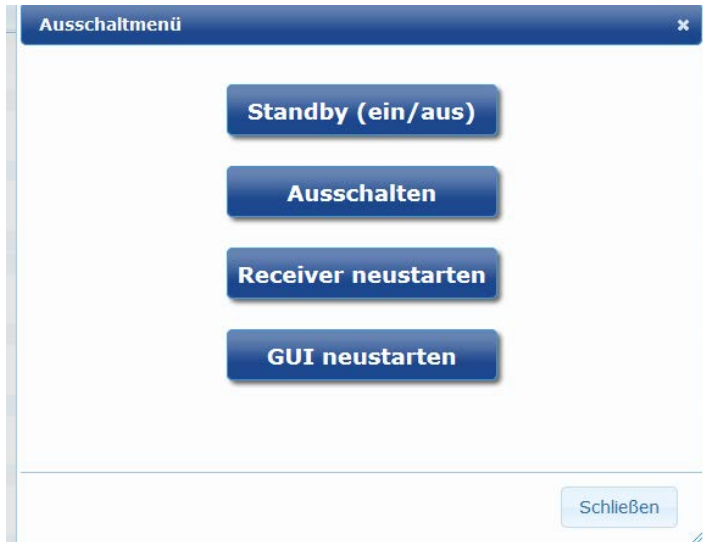 Ausschaltmenü
Standby (ein/aus)
Ausschalten
Receiver neustarten
GUI neustarten
Schließen